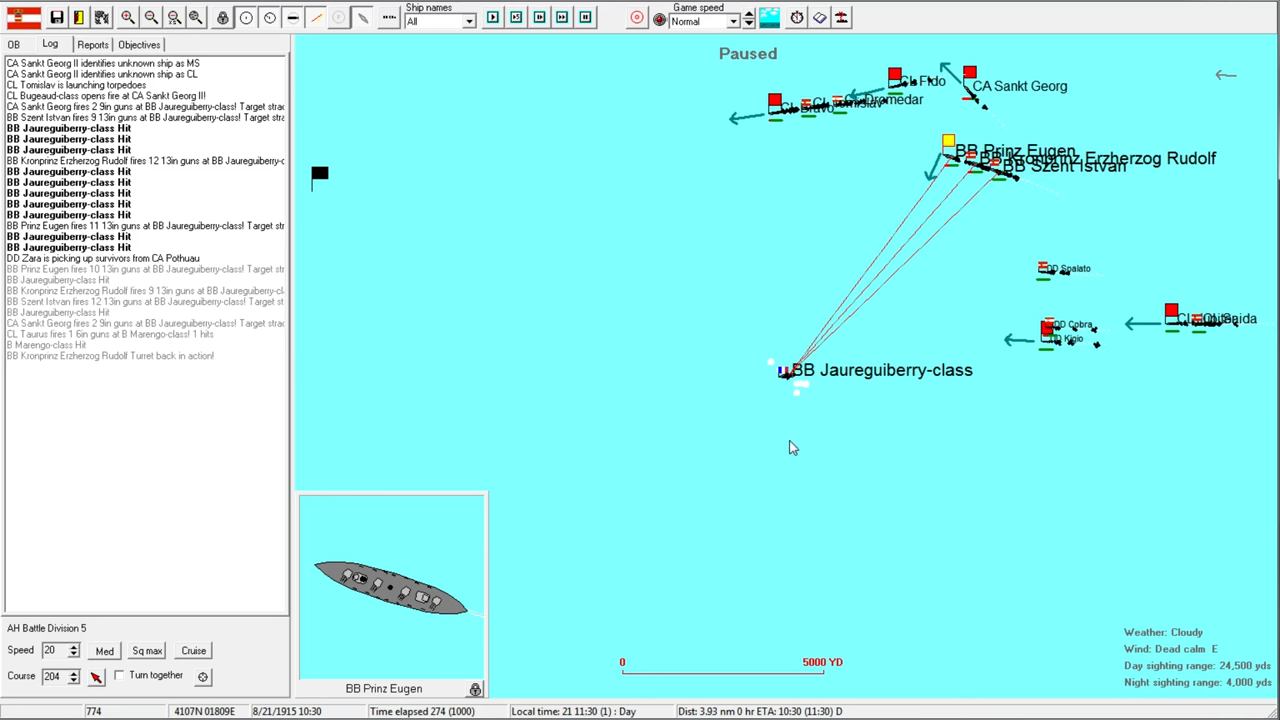 Ship names
All
Game speed
Normal
OB
Log
Reports
Objectives
CA Sankt Georg II identifies unknown ship as MS
CA Sankt Georg II identifies unknown ship as CL
CL Tomislav is launching torpedoes
CL Bugeaud-class opens fire at CA Sankt Georg II!
CA Sankt Georg fires 2 9in guns at BB Jaureguiberry-class! Target strac
BB Szent Istvan fires 9 13in guns at BB Jaureguiberry-class! Target str
BB Jaureguiberry-class Hit
BB Jaureguiberry-class Hit
BB Jaureguiberry-class Hit
BB Kronprinz Erzherzog Rudolf fires 12 13in guns at BB Jaureguiberry-c
BB Jaureguiberry-class Hit
BB Jaureguiberry-class Hit
BB Jaureguiberry-class Hit
BB Jaureguiberry-class Hit
BB Jaureguiberry-class Hit
BB Prinz Eugen fires 11 13in guns at BB Jaureguiberry-class! Target str
BB Jaureguiberry-class Hit
BB Jaureguiberry-class Hit
DD Zara is picking up survivors from CA Pothuau
BB Prinz Eugen fires 10 13in guns at BB Jaureguiberry-class! Target str
BB Jaureguiberry-class Hit
BB Kronprinz Erzherzog Rudolf fires 9 13in guns at BB Jaureguiberry-cl
BB Szent Istvan fires 12 13in guns at BB Jaureguiberry-class! Target st
BB Jaureguiberry-class Hit
CA Sankt Georg fires 2 9in guns at BB Jaureguiberry-class! Target strac
CL Taurus fires 1 6in guns at B Marengo-class! 1 hits
B Marengo-class Hit
BB Kronprinz Erzherzog Rudolf Turret back in action!
Paused
CL Fido
CA Sankt Georg
CL Bravo
CL Tomislav
CL Dromedar
BB Prinz Eugen
BB Kronprinz Erzherzog Rudolf
BB Szent Istvan
DD Spalato
DD Cobra
DD Kigio
Saida
BB Jaureguiberry-class
AH Battle Division 5
Speed 20 Med Sq max Cruise
Course 204 Turn together
BB Prinz Eugen
0 5000 YD
Weather: Cloudy
Wind: Dead calm E
Day sighting range: 24,500 yds
Night sighting range: 4,000 yds
774
4107N 01809E
8/21/1915 10:30
Time elapsed 274 (1000)
Local time: 21 11:30 (1) : Day
Dist: 3.93 nm 0 hr ETA: 10:30 (11:30) D